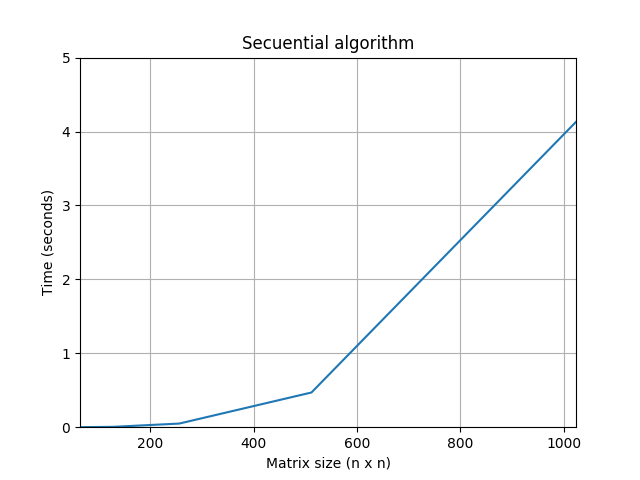 Secuential algorithm
5
4
3
2
1
0
Time (seconds)
200 400 600 800 1000
Matrix size (n x n)